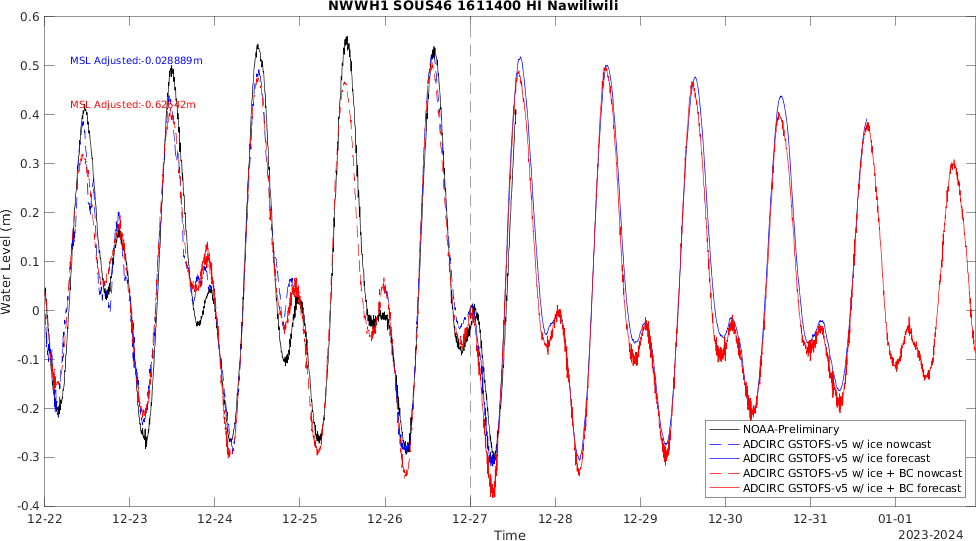 NWWH1 SOUS46 1611400 HI Nawiliwili
0.6
0.5
0.4
0.3
0.2
0.1
0
-0.1
-0.2
-0.3
-0.4
Water Level (m)
MSL Adjusted:-0.028889m
MSL
NOAA-Preliminary
ADCIRC GSTOFS-v5 w/ ice nowcast
ADCIRC GSTOFS-v5 w/ ice forecast
ADCIRC GSTOFS-v5 w/ ice + BC nowcast
ADCIRC GSTOFS-v5 w/ ice + BC forecast
12-22 12-23 12-24 12-25 12-26 12-27 12-28 12-29 12-30 12-31 01-01
Time
2023-2024